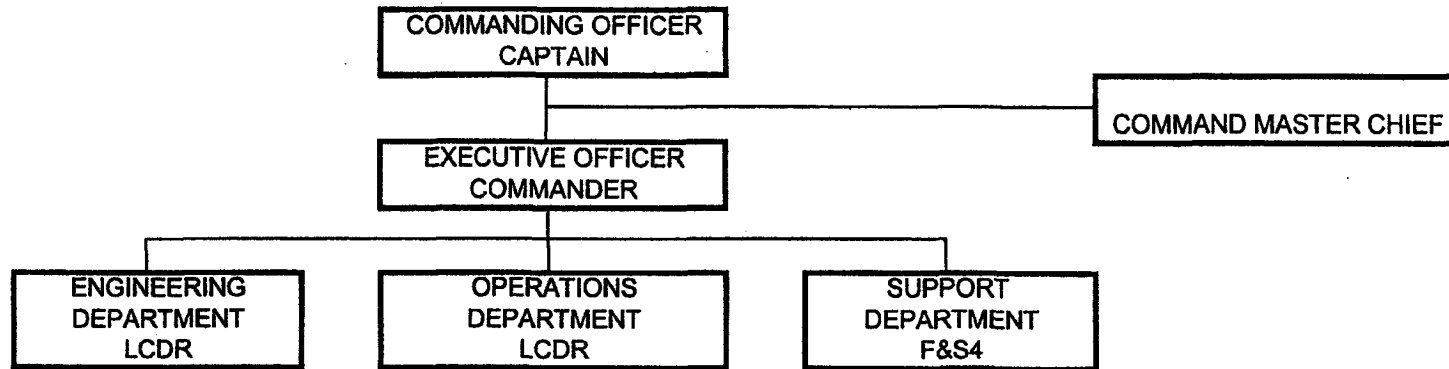 COMMANDING OFFICER
CAPTAIN
COMMAND MASTER CHIEF
EXECUTIVE OFFICER
COMMANDER
ENGINEERING
DEPARTMENT
LCDR
OPERATIONS
DEPARTMENT
LCDR
SUPPORT
DEPARTMENT
F&S4